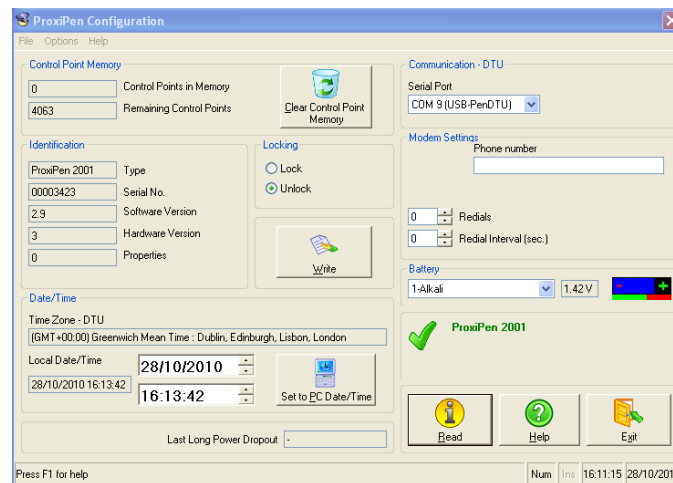 ProxiPen Configuration
File Options Help
Control Point Memory
0 Control Points in Memory
4063 Remaining Control Points
Clear Control Point
Memory
Identification
ProxiPen 2001 Type
00003423 Serial No.
2.9 Software Version
3 Hardware Version
0 Properties
Locking
Lock
Unlock
Write
Date/Time
Time Zone - DTU
(GMT+00:00) Greenwich Mean Time : Dublin, Edinburgh, Lisbon, London
Local Date/Time
28/10/2010 16:13:42
28/10/2010
16:13:42
Set to PC Date/Time
Last Long Power Dropout -
Communication - DTU
Serial Port
COM 9 (USB-PenDTU)
Modem Settings
Phone number
0 Redials
0 Redial Interval (sec.)
Battery
1-Alkali 1.42 V - +
ProxiPen 2001
Read Help Exit
Press F1 for help Num Ins 16:11:15 28/10/201